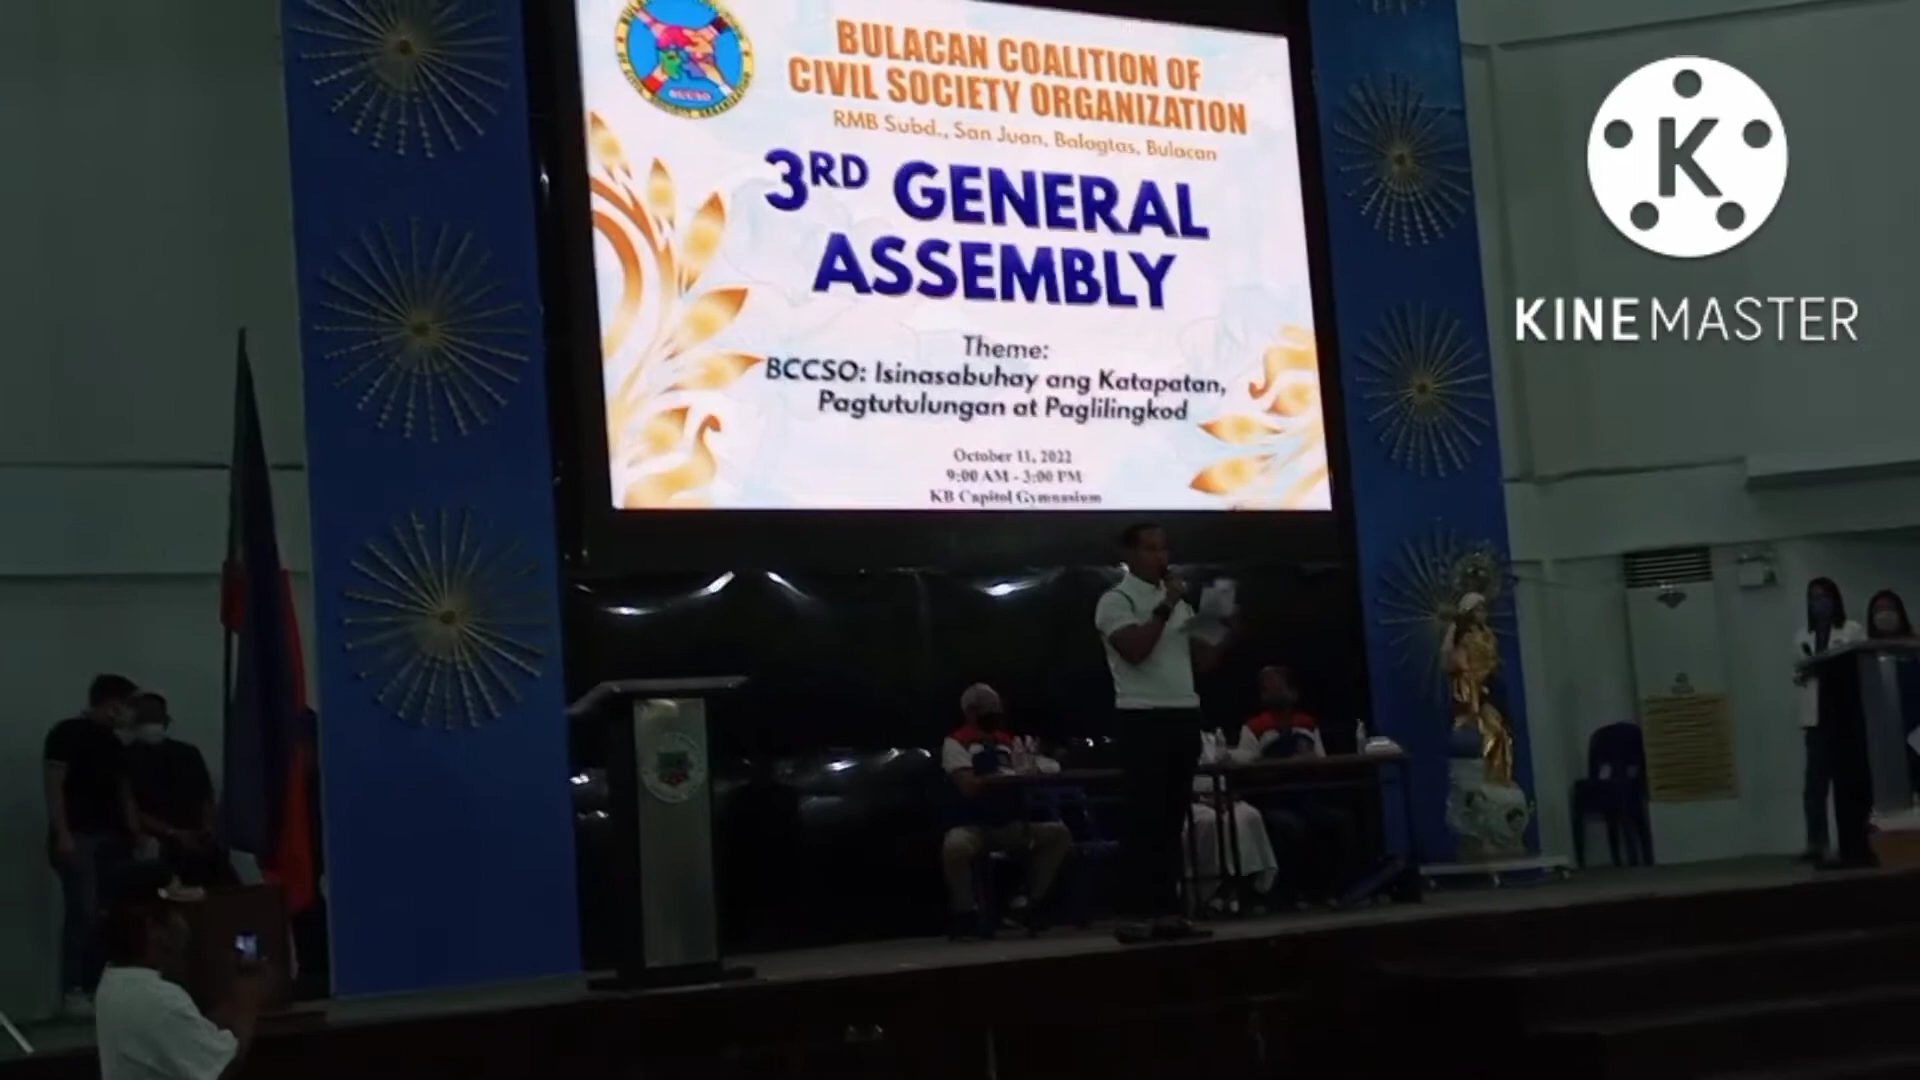 BULACAN COALITION OF
CIVIL SOCIETY ORGANIZATION
RMB Subd., San Juan, Balagtas, Bulacan
3RD GENERAL
ASSEMBLY
Theme:
BCCSO: Isinasabuhay ang Katapatan,
Pagtutulungan at Paglilingkod
October 11, 2022
9:00 AM - 3:00 PM
KB Capitol Gymnasium
BCCSO
K
KINEMASTER